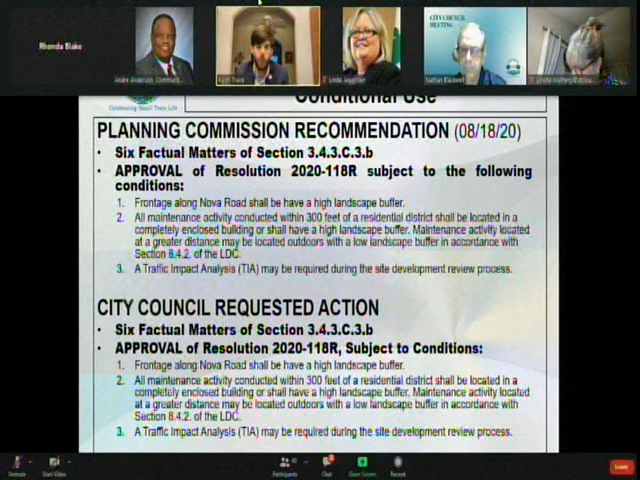 Rhonda Blake
CITY COUNCIL
MEETING
Conditional Use
PLANNING COMMISSION RECOMMENDATION (08/18/20)
• Six Factual Matters of Section 3.4.3.C.3.b
• APPROVAL of Resolution 2020-118R subject to the following
conditions:
1. Frontage along Nova Road shall be have a high landscape buffer.
2. All maintenance activity conducted within 300 feet of a residential district shall be located in a
completely enclosed building or shall have a high landscape buffer. Maintenance activity located
at a greater distance may be located outdoors with a low landscape buffer in accordance with
Section 8.4.2. of the LDC.
3. A Traffic Impact Analysis (TIA) may be required during the site development review process.
CITY COUNCIL REQUESTED ACTION
• Six Factual Matters of Section 3.4.3.C.3.b
• APPROVAL of Resolution 2020-118R, Subject to Conditions:
1. Frontage along Nova Road shall be have a high landscape buffer.
2. All maintenance activity conducted within 300 feet of a residential district shall be located in a
completely enclosed building or shall have a high landscape buffer. Maintenance activity located
at a greater distance may be located outdoors with a low landscape buffer in accordance with
Section 8.4.2. of the LDC.
3. A Traffic Impact Analysis (TIA) may be required during the site development review process.
Unmute Start Video Participants Chat Share Screen Record Leave